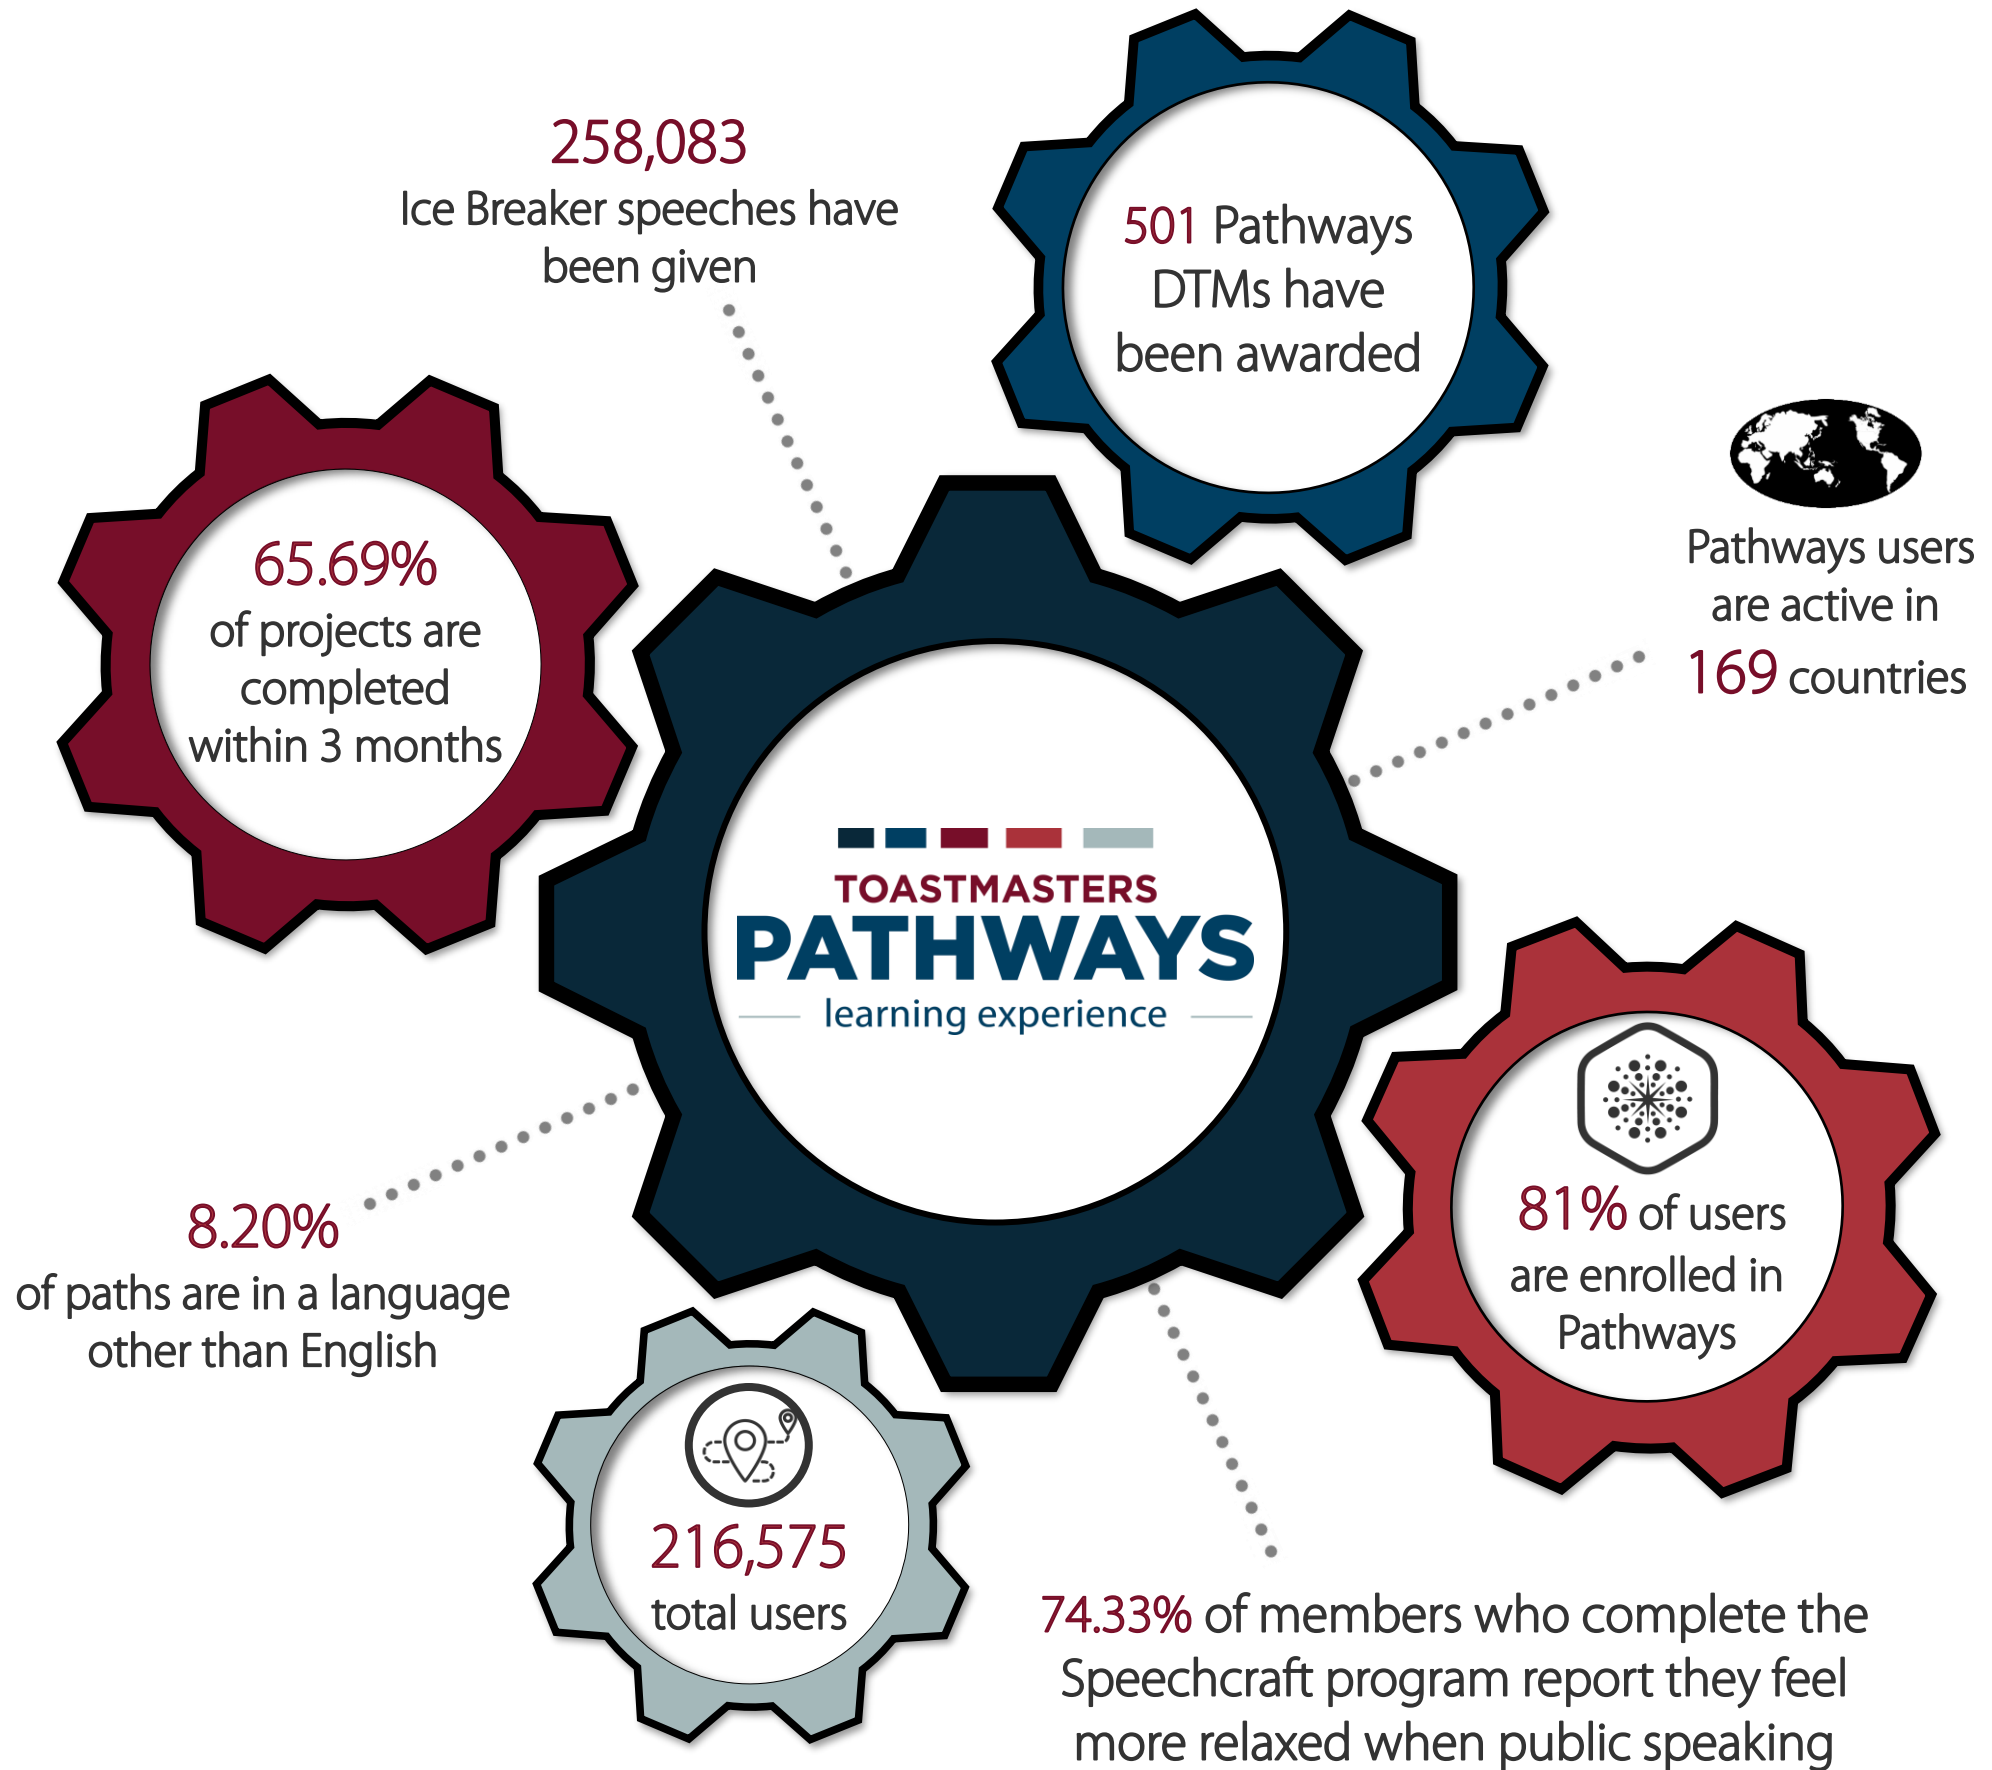 258,083
Ice Breaker speeches have
been given
501 Pathways
DTMs have
been awarded
65.69%
of projects are
completed
within 3 months
Pathways users
are active in
169 countries
TOASTMASTERS
PATHWAYS
learning experience
8.20%
of paths are in a language
other than English
81% of users
are enrolled in
Pathways
216,575
total users
74.33% of members who complete the
Speechcraft program report they feel
more relaxed when public speaking